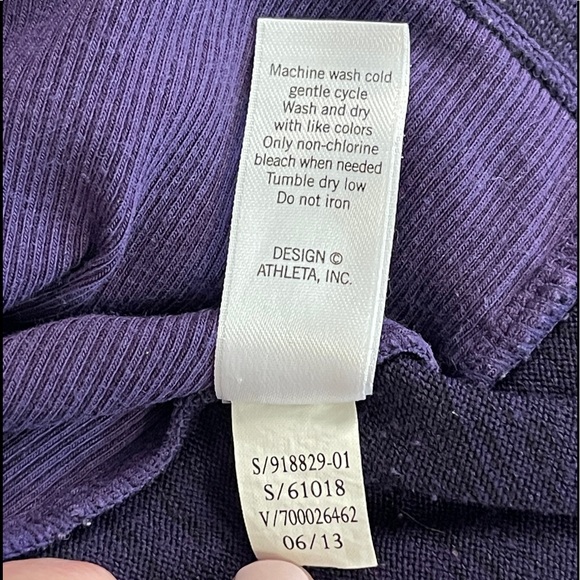 Machine wash cold
gentle cycle
Wash and dry
with like colors
Only non-chlorine
bleach when needed
Tumble dry low
Do not iron
DESIGN ©
ATHLETA, INC.
S/918829-01
S/61018
V/700026462
06/13